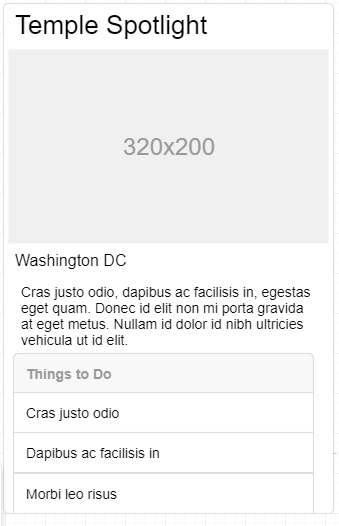 Temple Spotlight
320x200
Washington DC
Cras justo odio, dapibus ac facilisis in, egestas
eget quam. Donec id elit non mi porta gravida
at eget metus. Nullam id dolor id nibh ultricies
vehicula ut id elit.
Things to Do
Cras justo odio
Dapibus ac facilisis in
Morbi leo risus